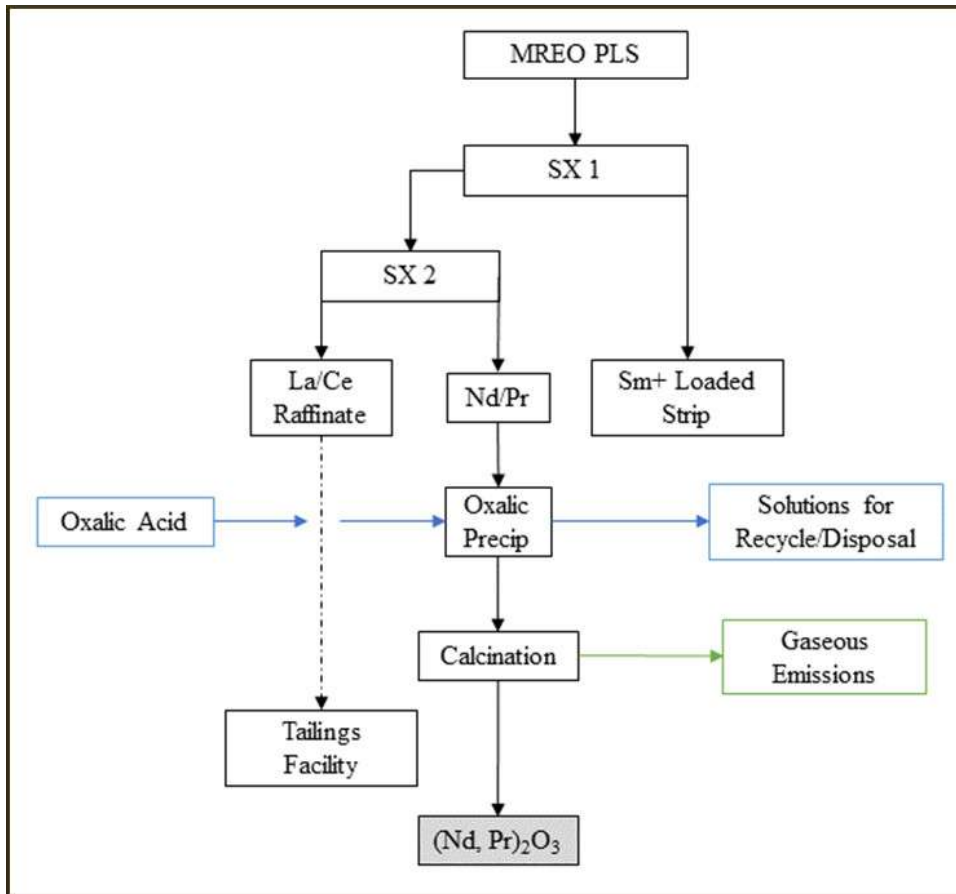 MREO PLS
SX 1
SX 2
La/Ce
Raffinate
Nd/Pr
Sm+ Loaded
Strip
Oxalic Acid
Oxalic
Precip
Solutions for
Recycle/Disposal
Calcination
Gaseous
Emissions
Tailings
Facility
(Nd, Pr)₂O₃